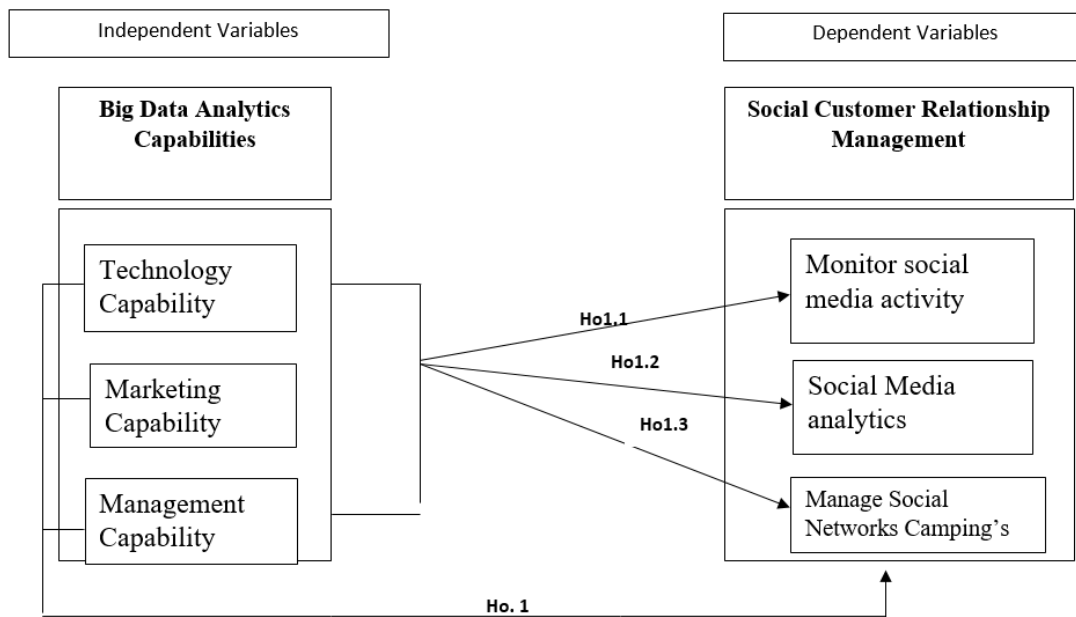 Independent Variables
Dependent Variables
Big Data Analytics
Capabilities
Social Customer Relationship
Management
Technology
Capability
Marketing
Capability
Management
Capability
Ho1.1
Ho1.2
Ho1.3
Monitor social
media activity
Social Media
analytics
Manage Social
Networks Camping’s
Ho. 1